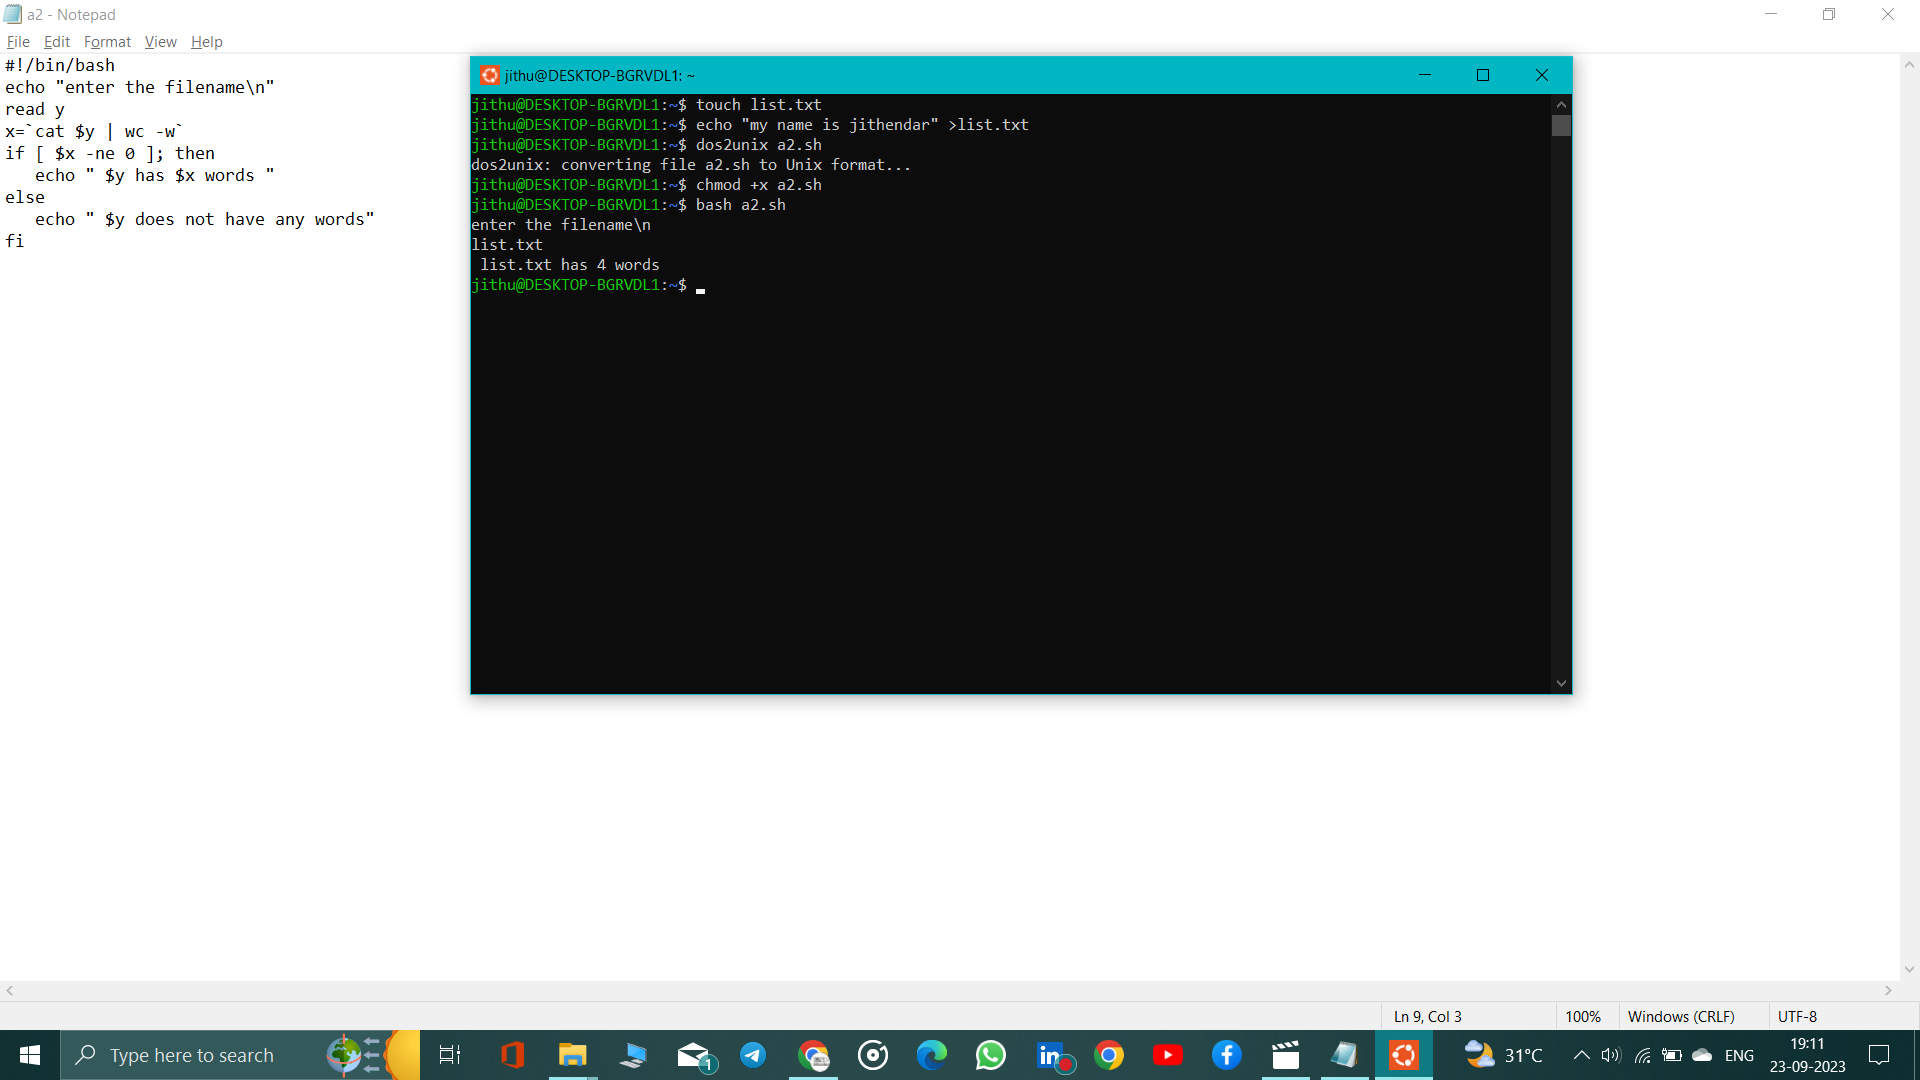 a2 - Notepad
File Edit Format View Help
#!/bin/bash
echo "enter the filename\n"
read y
x=`cat $y | wc -w`
if [ $x -ne 0 ]; then
   echo " $y has $x words "
else
   echo " $y does not have any words"
fi
jithu@DESKTOP-BGRVDL1: ~
jithu@DESKTOP-BGRVDL1:~$ touch list.txt
jithu@DESKTOP-BGRVDL1:~$ echo "my name is jithendar" >list.txt
jithu@DESKTOP-BGRVDL1:~$ dos2unix a2.sh
dos2unix: converting file a2.sh to Unix format...
jithu@DESKTOP-BGRVDL1:~$ chmod +x a2.sh
jithu@DESKTOP-BGRVDL1:~$ bash a2.sh
enter the filename\n
list.txt
 list.txt has 4 words
jithu@DESKTOP-BGRVDL1:~$
Ln 9, Col 3 100% Windows (CRLF) UTF-8
Type here to search
1
in
31°C
ENG
19:11
23-09-2023